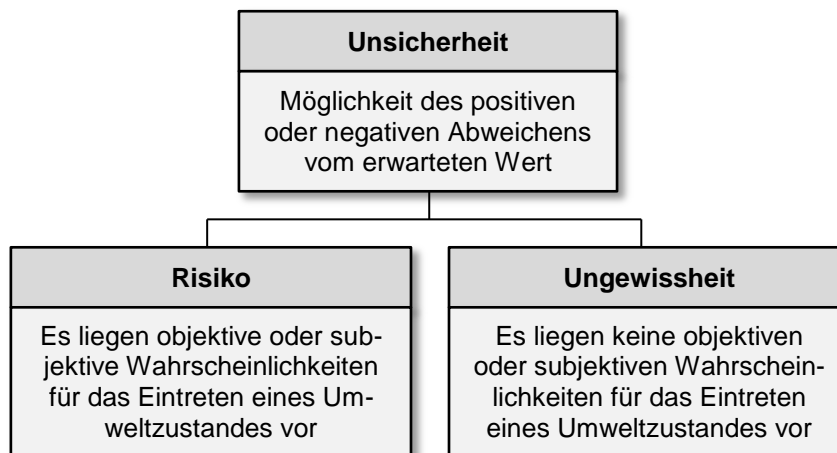 Unsicherheit
Möglichkeit des positiven
oder negativen Abweichens
vom erwarteten Wert
Risiko
Es liegen objektive oder sub-
jektive Wahrscheinlichkeiten
für das Eintreten eines Um-
weltzustandes vor
Ungewissheit
Es liegen keine objektiven
oder subjektiven Wahrschein-
lichkeiten für das Eintreten
eines Umweltzustandes vor